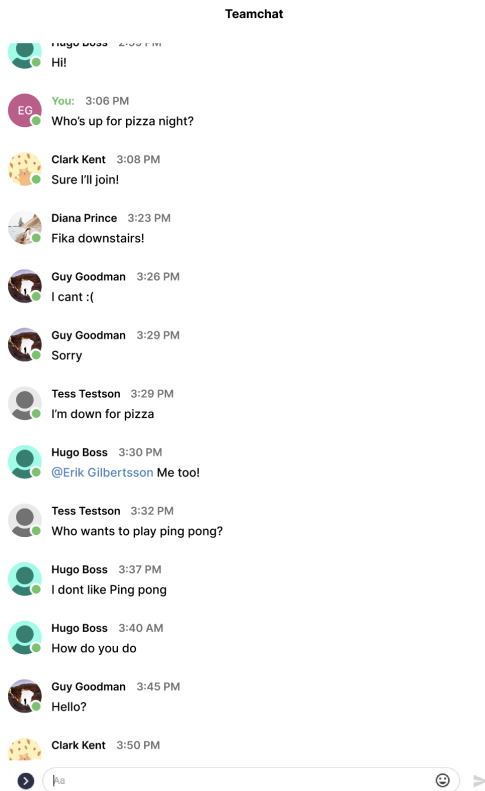 Teamchat
Hugo Boss 2:59 PM
Hi!
EG
You: 3:06 PM
Who’s up for pizza night?
Clark Kent 3:08 PM
Sure I’ll join!
Diana Prince 3:23 PM
Fika downstairs!
Guy Goodman 3:26 PM
I cant :(
Guy Goodman 3:29 PM
Sorry
Tess Testson 3:29 PM
I’m down for pizza
Hugo Boss 3:30 PM
@Erik Gilbertsson Me too!
Tess Testson 3:32 PM
Who wants to play ping pong?
Hugo Boss 3:37 PM
I dont like Ping pong
Hugo Boss 3:40 AM
How do you do
Guy Goodman 3:45 PM
Hello?
Clark Kent 3:50 PM
Aa